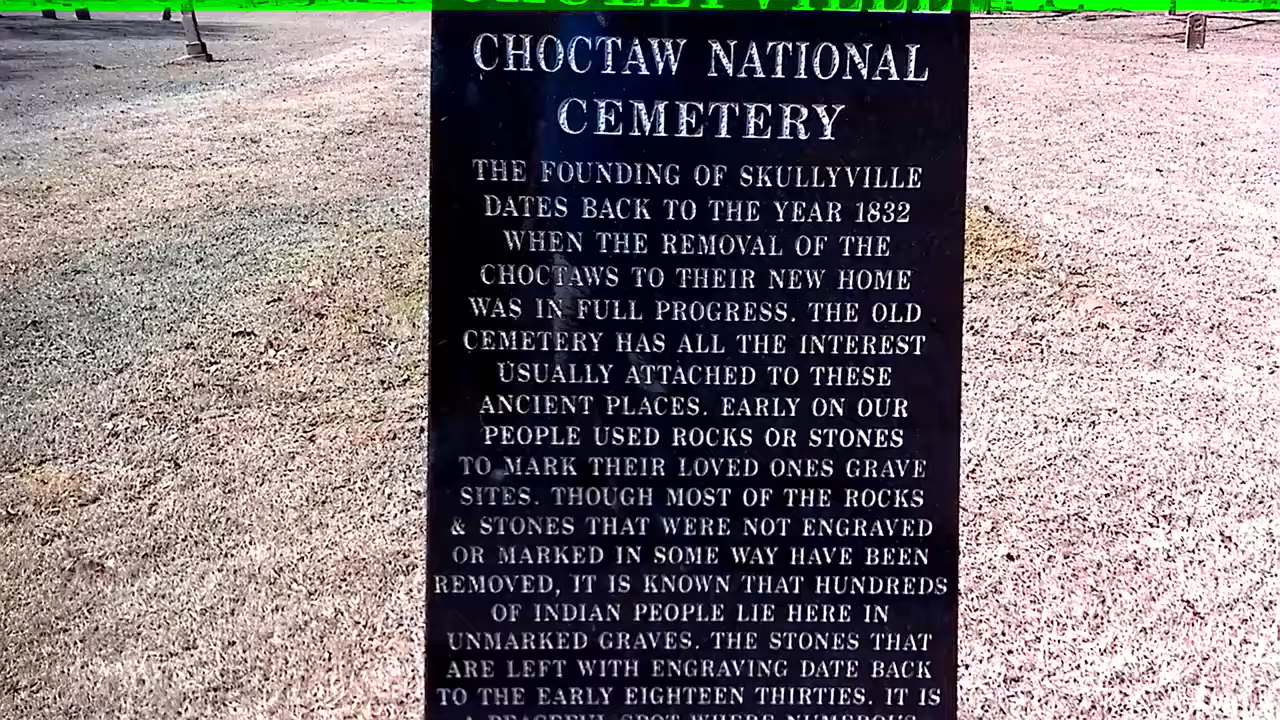 SKULLYVILLE
CHOCTAW NATIONAL
CEMETERY
THE FOUNDING OF SKULLYVILLE
DATES BACK TO THE YEAR 1832
WHEN THE REMOVAL OF THE
CHOCTAWS TO THEIR NEW HOME
WAS IN FULL PROGRESS. THE OLD
CEMETERY HAS ALL THE INTEREST
USUALLY ATTACHED TO THESE
ANCIENT PLACES. EARLY ON OUR
PEOPLE USED ROCKS OR STONES
TO MARK THEIR LOVED ONES GRAVE
SITES. THOUGH MOST OF THE ROCKS
& STONES THAT WERE NOT ENGRAVED
OR MARKED IN SOME WAY HAVE BEEN
REMOVED, IT IS KNOWN THAT HUNDREDS
OF INDIAN PEOPLE LIE HERE IN
UNMARKED GRAVES. THE STONES THAT
ARE LEFT WITH ENGRAVING DATE BACK
TO THE EARLY EIGHTEEN THIRTIES. IT IS
A PEACEFUL SPOT WHERE NUMEROUS